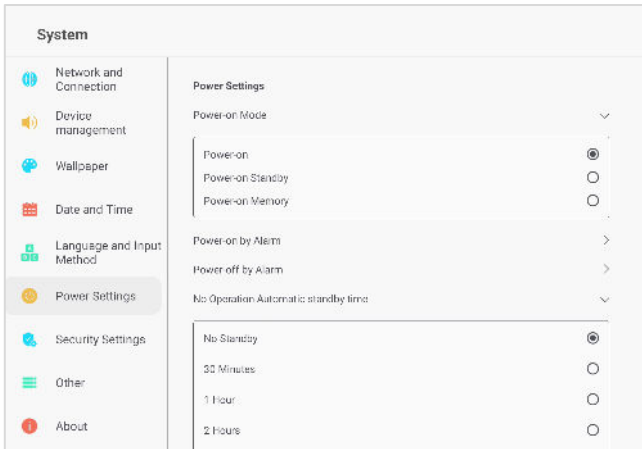 System
Network and
Connection
Device
management
Wallpaper
Date and Time
Language and Input
Method
Power Settings
Security Settings
Other
About
Power Settings
Power-on Mode
Power-on
Power-on Standby
Power-on Memory
Power-on by Alarm
Power off by Alarm
No Operation Automatic standby time
No Standby
30 Minutes
1 Hour
2 Hours